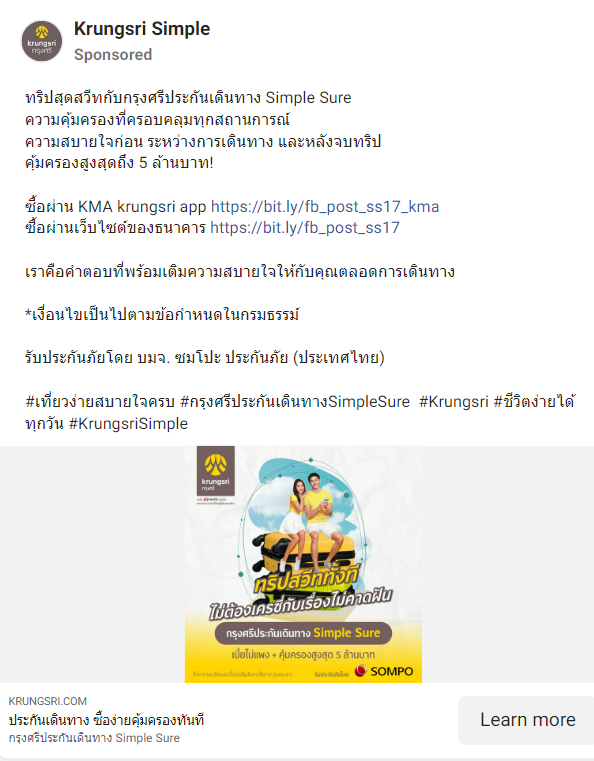 Krungsri Simple
Sponsored
ทริปสุดสวีทกับกรุงศรีประกันเดินทาง Simple Sure
ความคุ้มครองที่ครอบคลุมทุกสถานการณ์
ความสบายใจก่อน ระหว่างการเดินทาง และหลังจบทริป
คุ้มครองสูงสุดถึง 5 ล้านบาท!
ซื้อผ่าน KMA krungsri app https://bit.ly/fb_post_ss17_kma
ซื้อผ่านเว็บไซต์ของธนาคาร https://bit.ly/fb_post_ss17
เราคือคำตอบที่พร้อมเติมความสบายใจให้กับคุณตลอดการเดินทาง
*เงื่อนไขเป็นไปตามข้อกำหนดในกรมธรรม์
รับประกันภัยโดย บมจ. ซมโปะ ประกันภัย (ประเทศไทย)
#เที่ยวง่ายสบายใจครบ #กรุงศรีประกันเดินทางSimpleSure #Krungsri #ชีวิตง่ายได้
ทุกวัน #KrungsriSimple
krungsri
กรุงศรี
ทริปสวีททั้งที
ไม่ต้องเครซี่กับเรื่องไม่คาดฝัน
กรุงศรีประกันเดินทาง Simple Sure
เบี้ยไม่แพง + คุ้มครองสูงสุด 5 ล้านบาท
รับประกันภัยโดย SOMPO
KRUNGSRI.COM
ประกันเดินทาง ซื้อง่ายคุ้มครองทันที
กรุงศรีประกันเดินทาง Simple Sure
Learn more